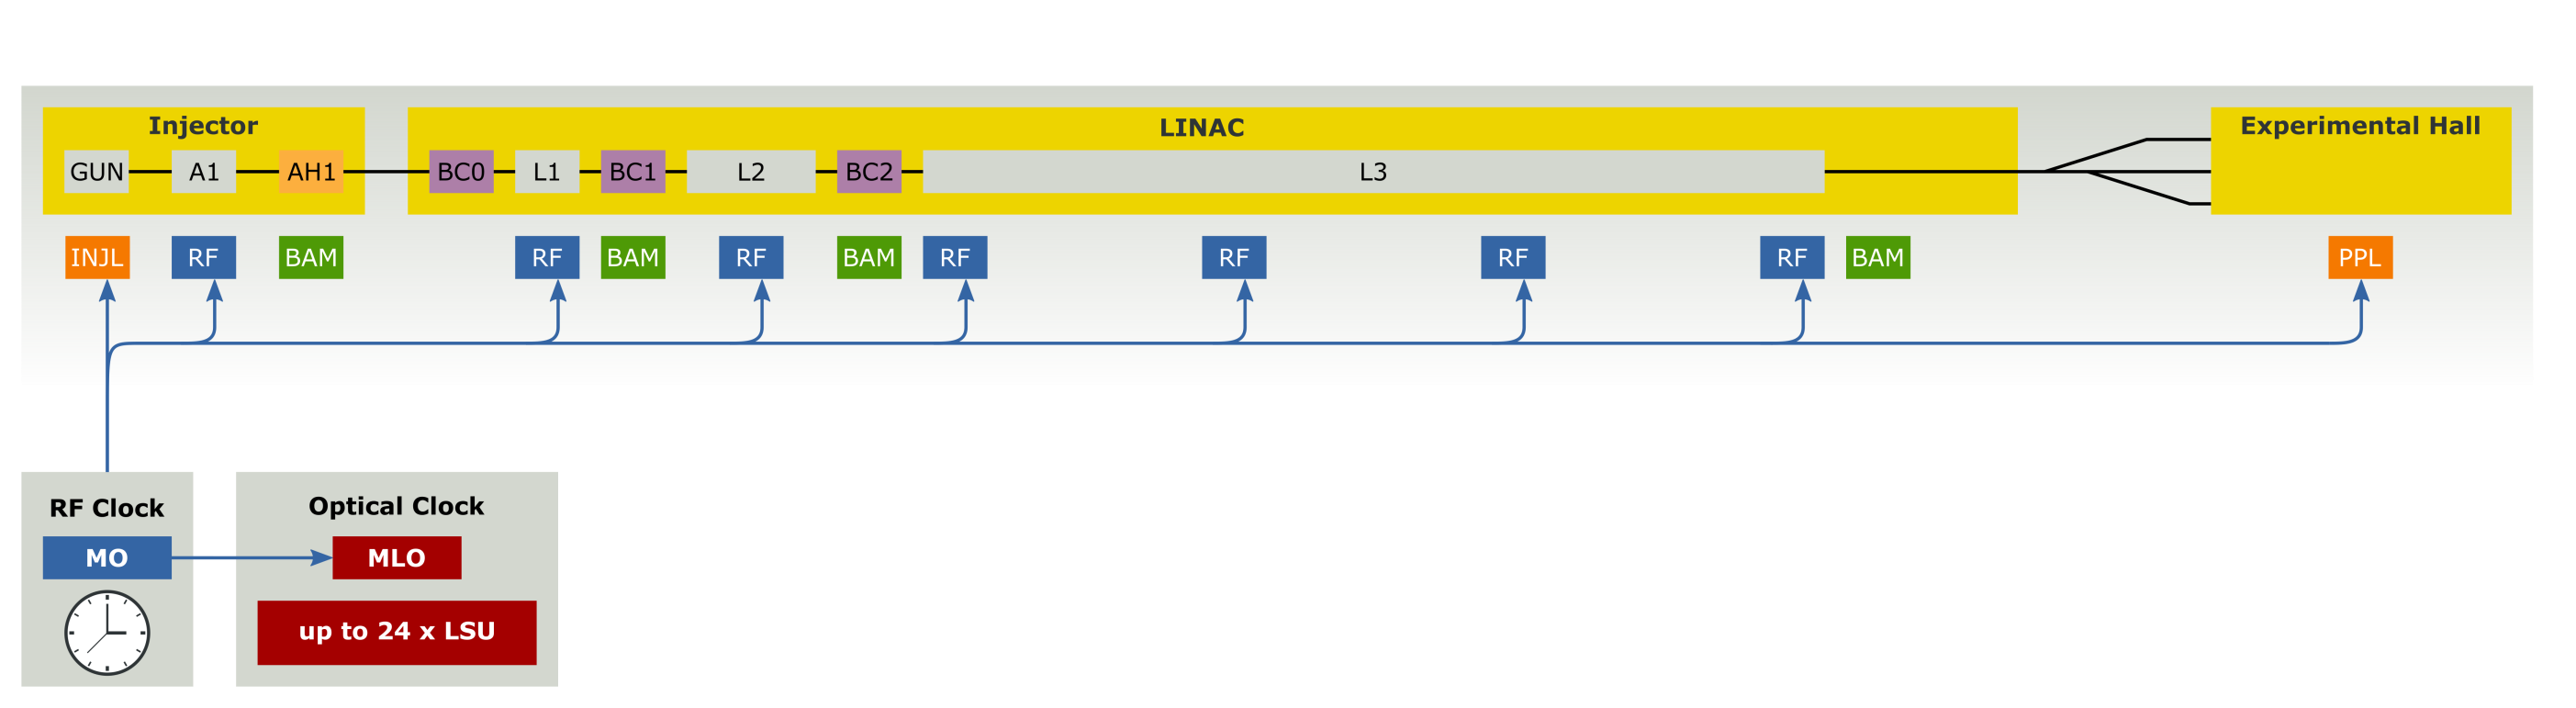 Injector
LINAC
Experimental Hall
GUN
A1
AH1
BC0
L1
BC1
L2
BC2
L3
INJL
RF
BAM
RF
BAM
RF
BAM
RF
RF
RF
RF
BAM
PPL
RF Clock
MO
Optical Clock
MLO
up to 24 x LSU